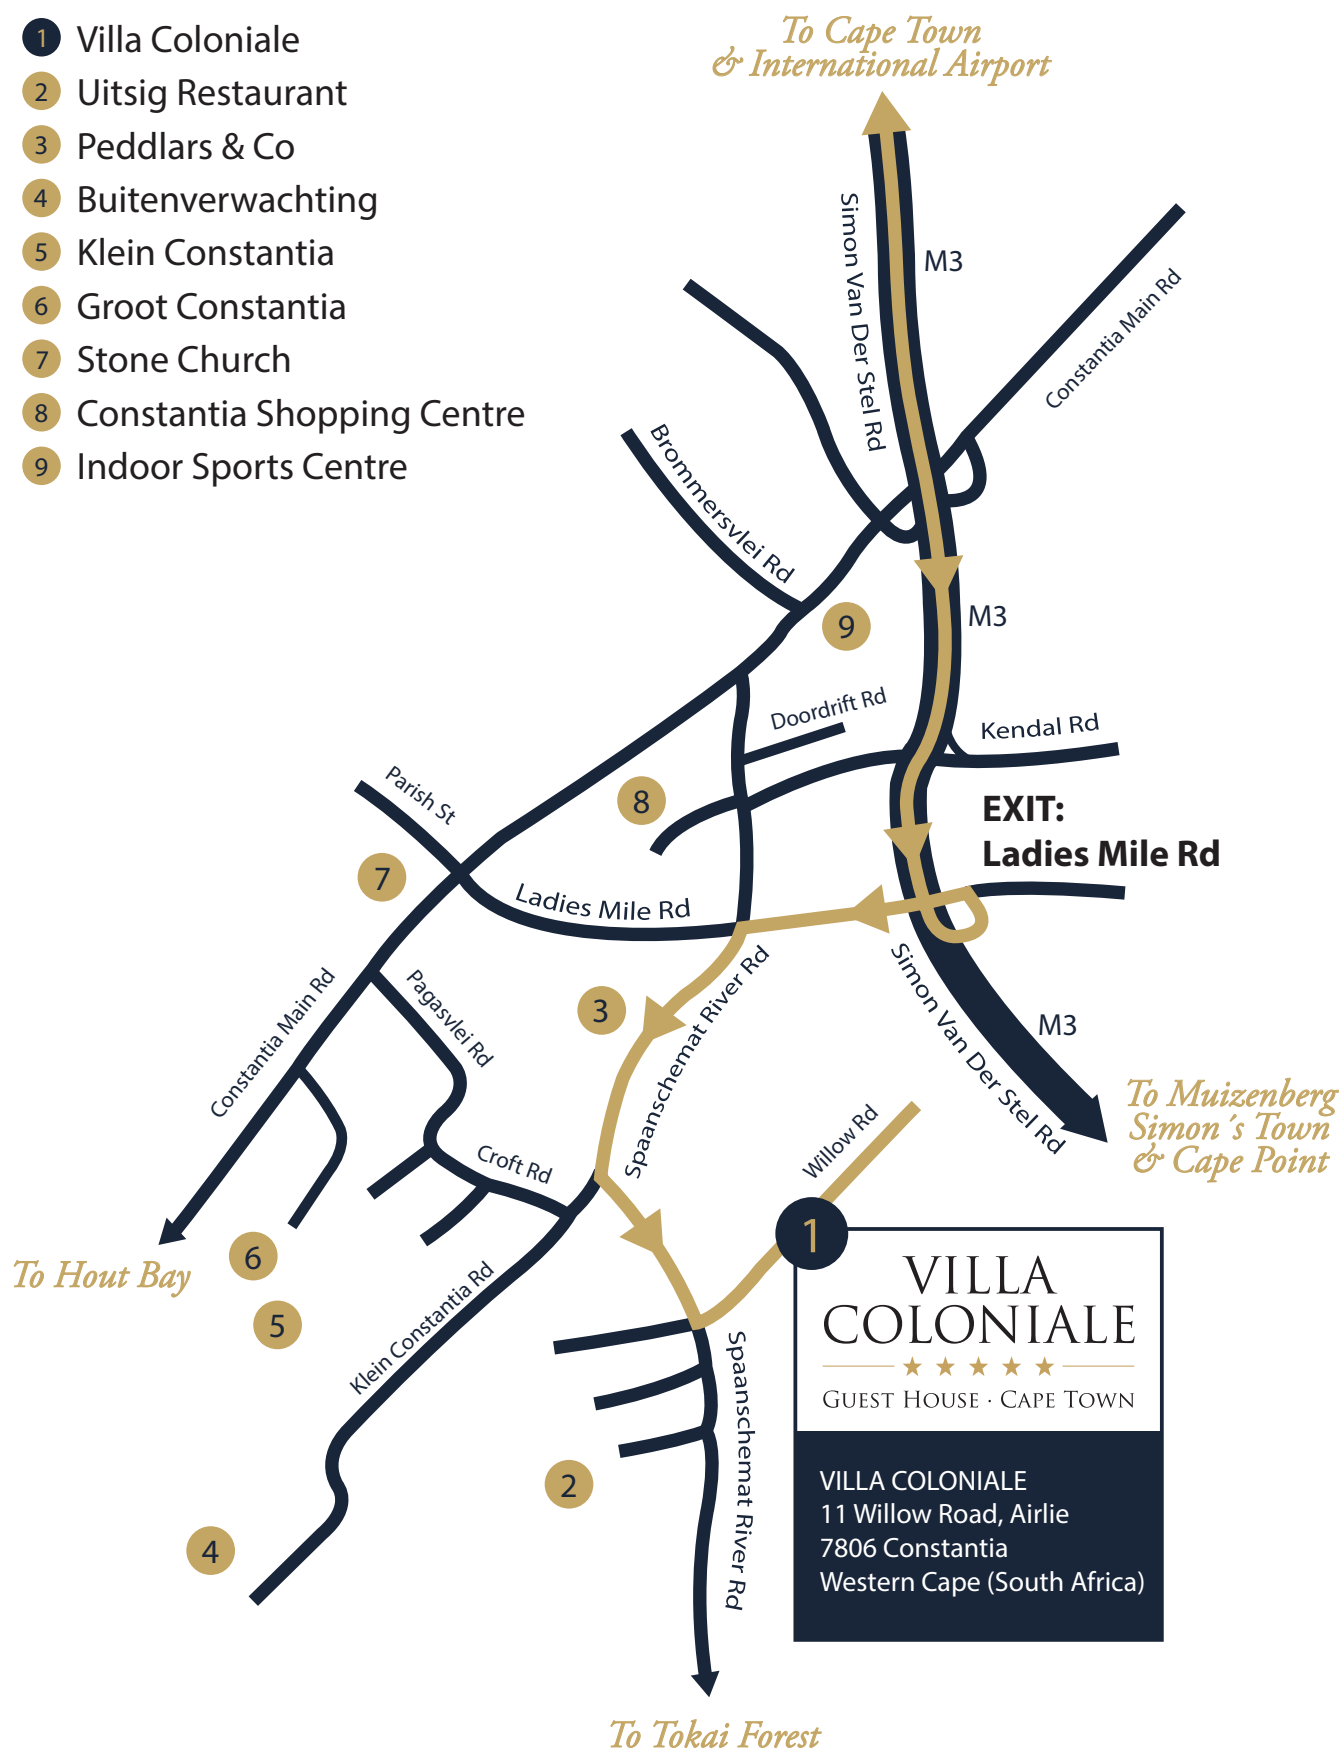 1 Villa Coloniale
2 Uitsig Restaurant
3 Peddlars & Co
4 Buitenverwachting
5 Klein Constantia
6 Groot Constantia
7 Stone Church
8 Constantia Shopping Centre
9 Indoor Sports Centre
To Cape Town
& International Airport
Simon Van Der Stel Rd
M3
Constantia Main Rd
Brommersvlei Rd
9
M3
Doordrift Rd
Kendal Rd
Parish St
8
EXIT:
Ladies Mile Rd
7
Ladies Mile Rd
Constantia Main Rd
Pagasvlei Rd
3
Spaanschemat River Rd
Simon Van Der Stel Rd
M3
To Muizenberg
Simon´s Town
& Cape Point
Willow Rd
Croft Rd
1
6
To Hout Bay
5
Klein Constantia Rd
VILLA
COLONIALE
GUEST HOUSE · CAPE TOWN
Spaanschemat River Rd
2
4
VILLA COLONIALE
11 Willow Road, Airlie
7806 Constantia
Western Cape (South Africa)
To Tokai Forest